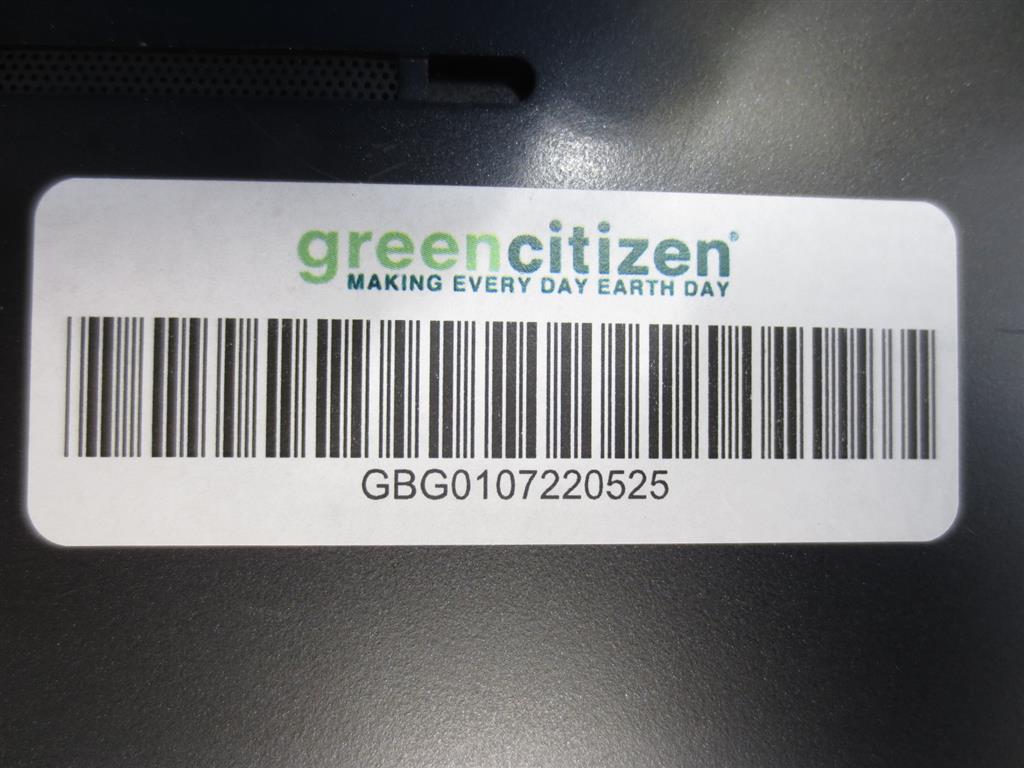 greencitizen®
MAKING EVERY DAY EARTH DAY
GBG0107220525